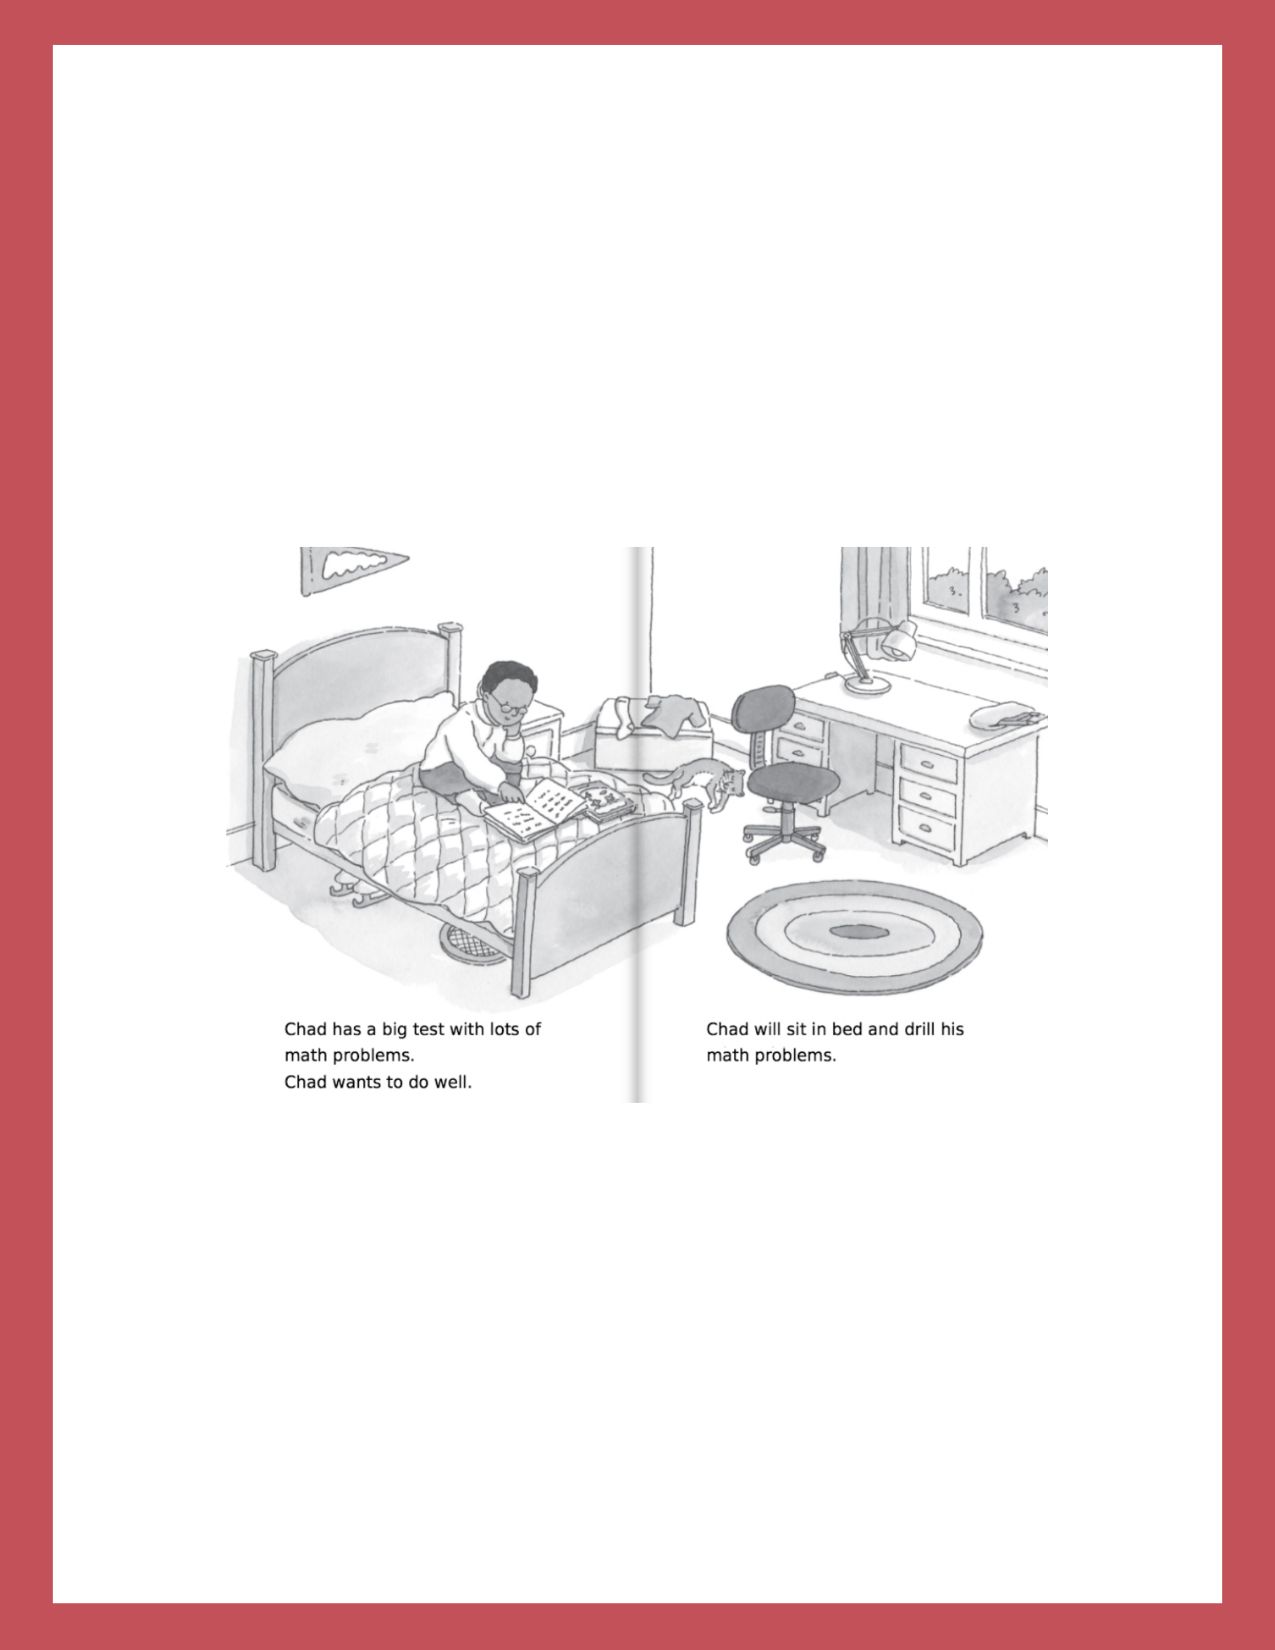 Chad has a big test with lots of
math problems.
Chad wants to do well.
Chad will sit in bed and drill his
math problems.